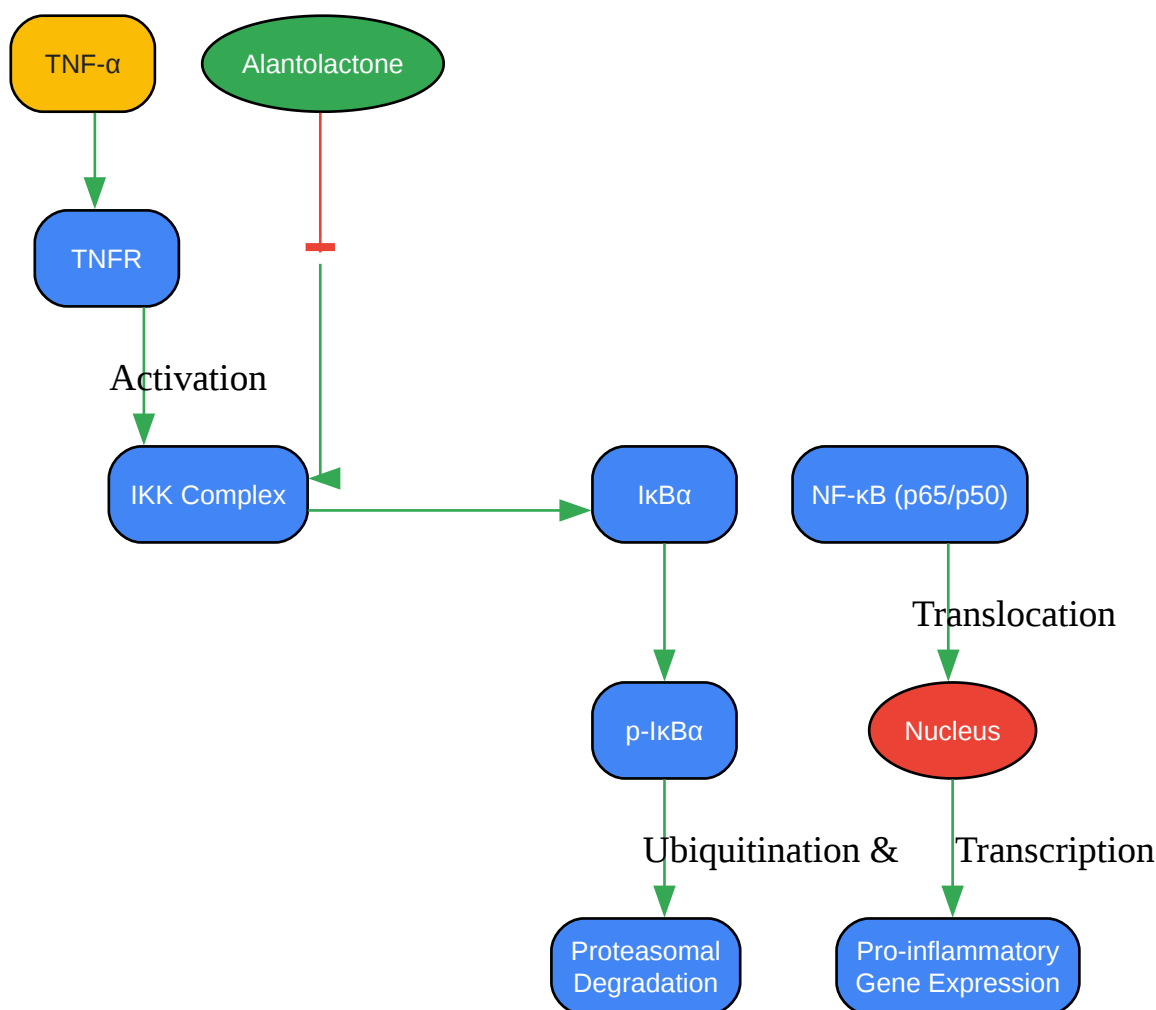 TNF-α
Alantolactone
TNFR
Activation
IKK Complex
IκBα
NF-κB (p65/p50)
Translocation
p-IκBα
Nucleus
Ubiquitination &
Transcription
Proteasomal
Degradation
Pro-inflammatory
Gene Expression